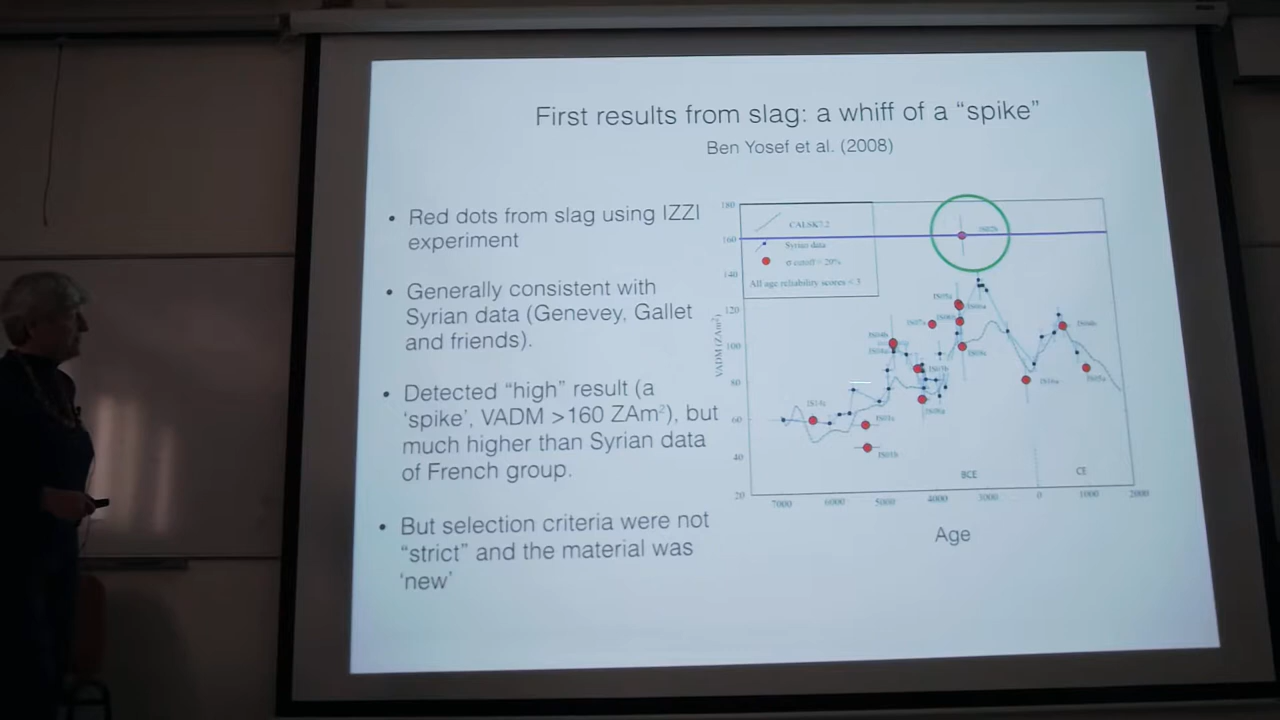 First results from slag: a whiff of a “spike”
Ben Yosef et al. (2008)
• Red dots from slag using IZZI
experiment
• Generally consistent with
Syrian data (Genevey, Gallet
and friends).
• Detected “high” result (a
‘spike’, VADM >160 ZAm²), but
much higher than Syrian data
of French group.
• But selection criteria were not
“strict” and the material was
‘new’
180
160
140
120
100
80
60
40
20
VADM (ZAm²)
CALSK7.2
Syrian data
σ cutoff < 20%
All age reliability scores < 3
BCE
CE
7000
6000
5000
4000
3000
0
1000
2000
Age